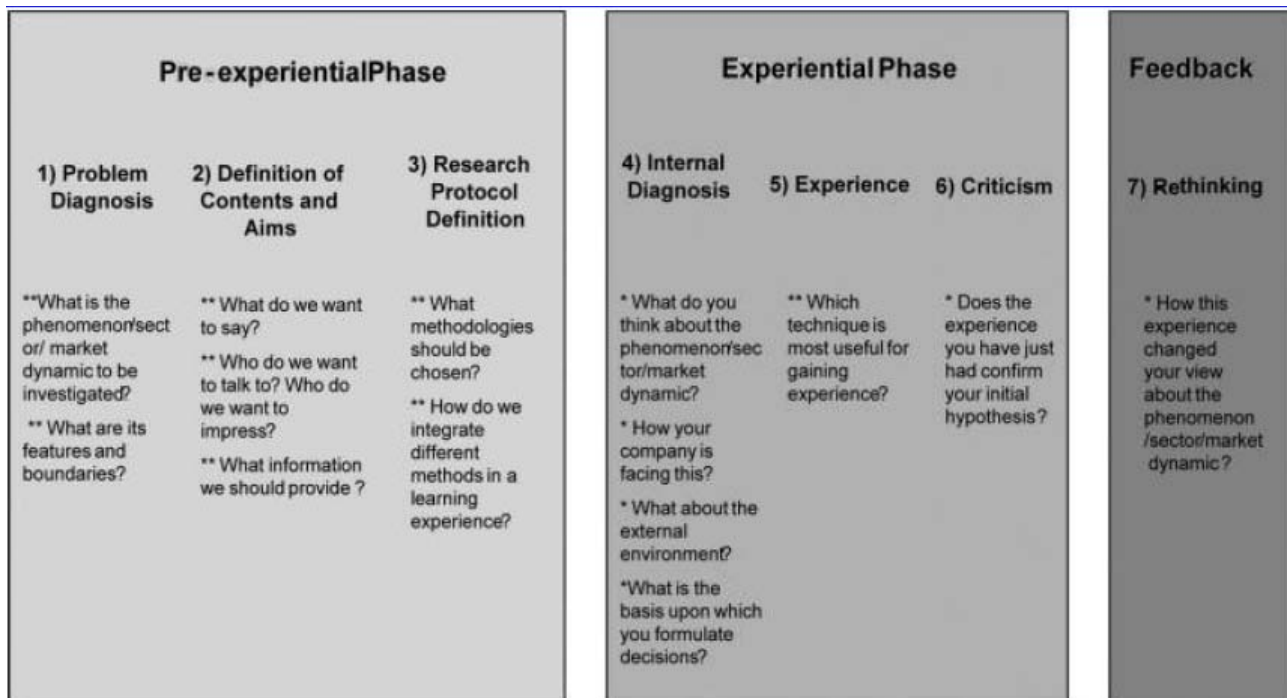 Pre-experientialPhase
1) Problem
Diagnosis
2) Definition of
Contents and
Aims
3) Research
Protocol
Definition
**What is the
phenomenon/sect
or/ market
dynamic to be
investigated?
** What are its
features and
boundaries?
** What do we want
to say?
** Who do we want
to talk to? Who do
we want to
impress?
** What information
we should provide ?
** What
methodologies
should be
chosen?
** How do we
integrate
different
methods in a
learning
experience?
Experiential Phase
4) Internal
Diagnosis
5) Experience
6) Criticism
* What do you
think about the
phenomenon/sec
tor/market
dynamic?
* How your
company is
facing this?
* What about the
external
environment?
*What is the
basis upon which
you formulate
decisions?
** Which
technique is
most useful for
gaining
experience?
* Does the
experience
you have just
had confirm
your initial
hypothesis ?
Feedback
7) Rethinking
* How this
experience
changed
your view
about the
phenomenon
/sector/market
dynamic ?